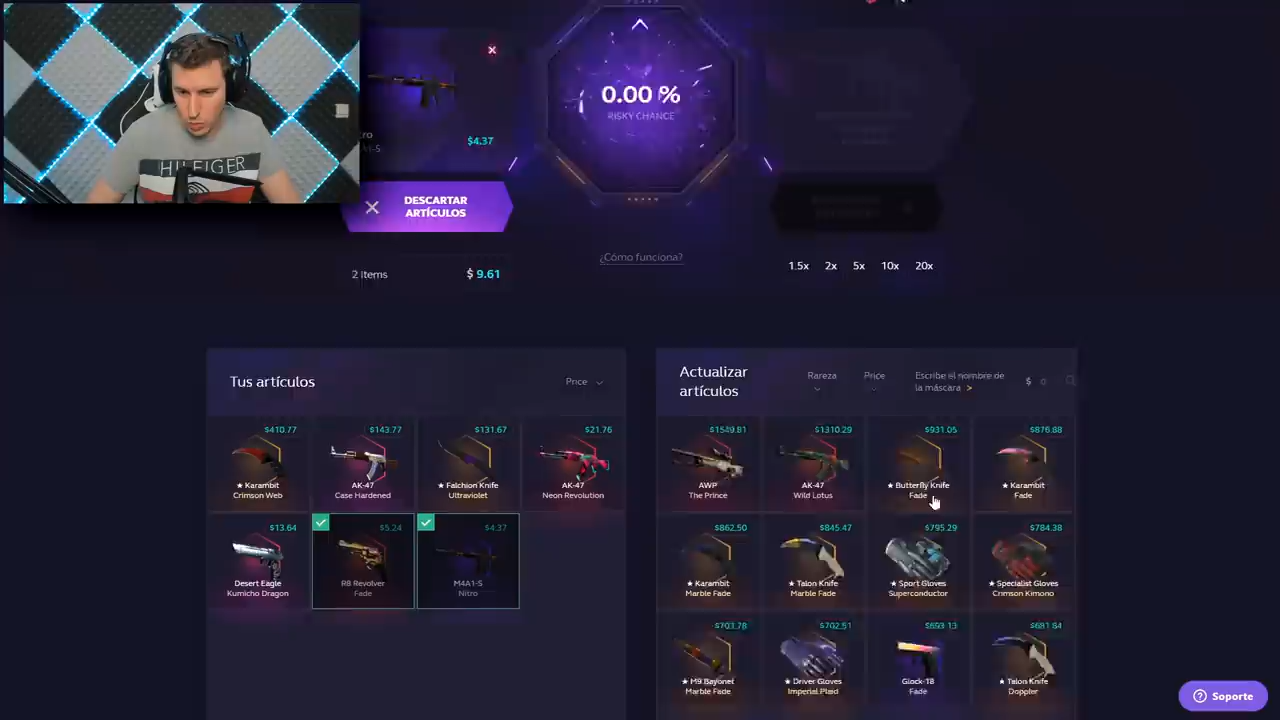 HILFIGER
tro
$4.37
1-S
0.00 %
RISKY CHANCE
DESCARTAR
ARTÍCULOS
2 items
$ 9.61
¿Cómo funciona?
1.5x 2x 5x 10x 20x
Tus artículos
Price
$410.77
★ Karambit
Crimson Web
$143.77
AK-47
Case Hardened
$131.67
★ Falchion Knife
Ultraviolet
$21.76
AK-47
Neon Revolution
$13.64
Desert Eagle
Kumicho Dragon
$5.24
R8 Revolver
Fade
$4.37
M4A1-S
Nitro
Actualizar
artículos
Rareza
Price
Escribe el nombre de
la máscara >
$ 0
$1549.81
AWP
The Prince
$1310.29
AK-47
Wild Lotus
$931.05
★ Butterfly Knife
Fade
$876.88
★ Karambit
Fade
$862.50
★ Karambit
Marble Fade
$845.47
★ Talon Knife
Marble Fade
$795.29
★ Sport Gloves
Superconductor
$784.38
★ Specialist Gloves
Crimson Kimono
$703.78
★ M9 Bayonet
Marble Fade
$702.51
★ Driver Gloves
Imperial Plaid
$693.13
Glock-18
Fade
$681.84
★ Talon Knife
Doppler
Soporte